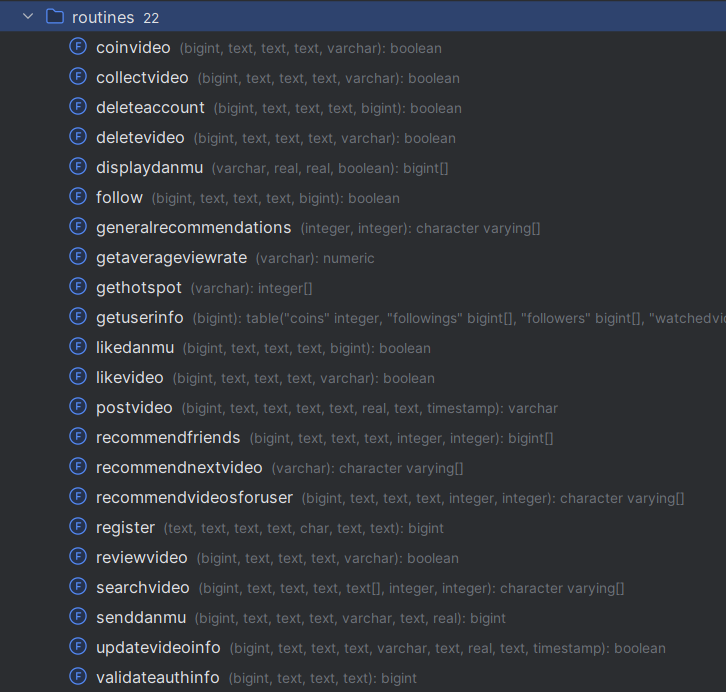 routines 22
F coinvideo (bigint, text, text, text, varchar): boolean
F collectvideo (bigint, text, text, text, varchar): boolean
F deleteaccount (bigint, text, text, text, bigint): boolean
F deletevideo (bigint, text, text, text, varchar): boolean
F displaydanmu (varchar, real, real, boolean): bigint[]
F follow (bigint, text, text, text, bigint): boolean
F generalrecommendations (integer, integer): character varying[]
F getaverageviewrate (varchar): numeric
F gethotspot (varchar): integer[]
F getuserinfo (bigint): table("coins" integer, "followings" bigint[], "followers" bigint[], "watchedvid
F likedanmu (bigint, text, text, text, bigint): boolean
F likevideo (bigint, text, text, text, varchar): boolean
F postvideo (bigint, text, text, text, text, real, text, timestamp): varchar
F recommendfriends (bigint, text, text, text, integer, integer): bigint[]
F recommendnextvideo (varchar): character varying[]
F recommendvideosforuser (bigint, text, text, text, integer, integer): character varying[]
F register (text, text, text, text, char, text, text): bigint
F reviewvideo (bigint, text, text, text, varchar): boolean
F searchvideo (bigint, text, text, text, text[], integer, integer): character varying[]
F senddanmu (bigint, text, text, text, varchar, text, real): bigint
F updatevideoinfo (bigint, text, text, text, varchar, text, real, text, timestamp): boolean
F validateauthinfo (bigint, text, text, text): bigint